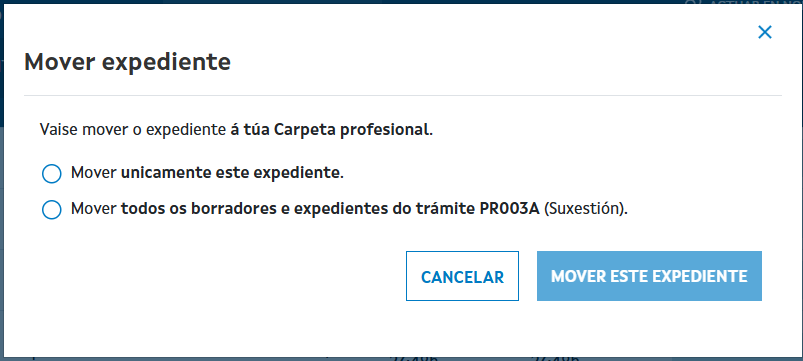 Mover expediente
Vaise mover o expediente á túa Carpeta profesional.
Mover unicamente este expediente.
Mover todos os borradores e expedientes do trámite PR003A (Suxestión).
CANCELAR
MOVER ESTE EXPEDIENTE